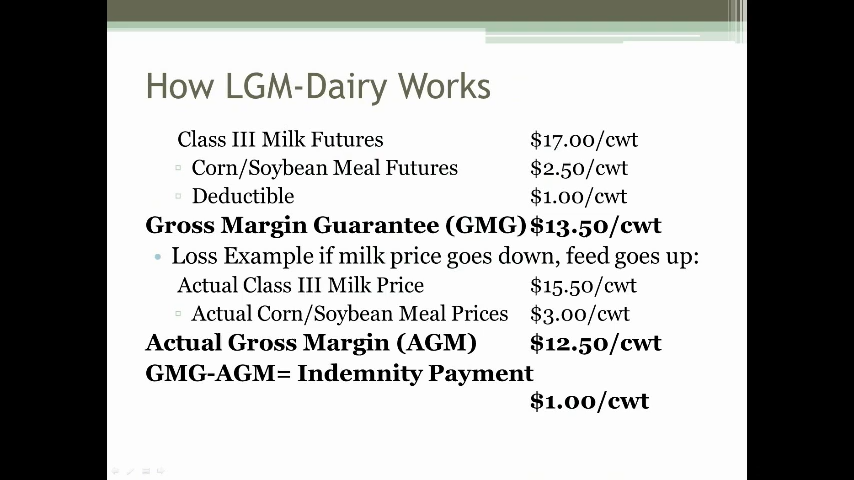 How LGM-Dairy Works
Class III Milk Futures $17.00/cwt
Corn/Soybean Meal Futures $2.50/cwt
Deductible $1.00/cwt
Gross Margin Guarantee (GMG) $13.50/cwt
Loss Example if milk price goes down, feed goes up:
Actual Class III Milk Price $15.50/cwt
Actual Corn/Soybean Meal Prices $3.00/cwt
Actual Gross Margin (AGM) $12.50/cwt
GMG-AGM= Indemnity Payment
$1.00/cwt